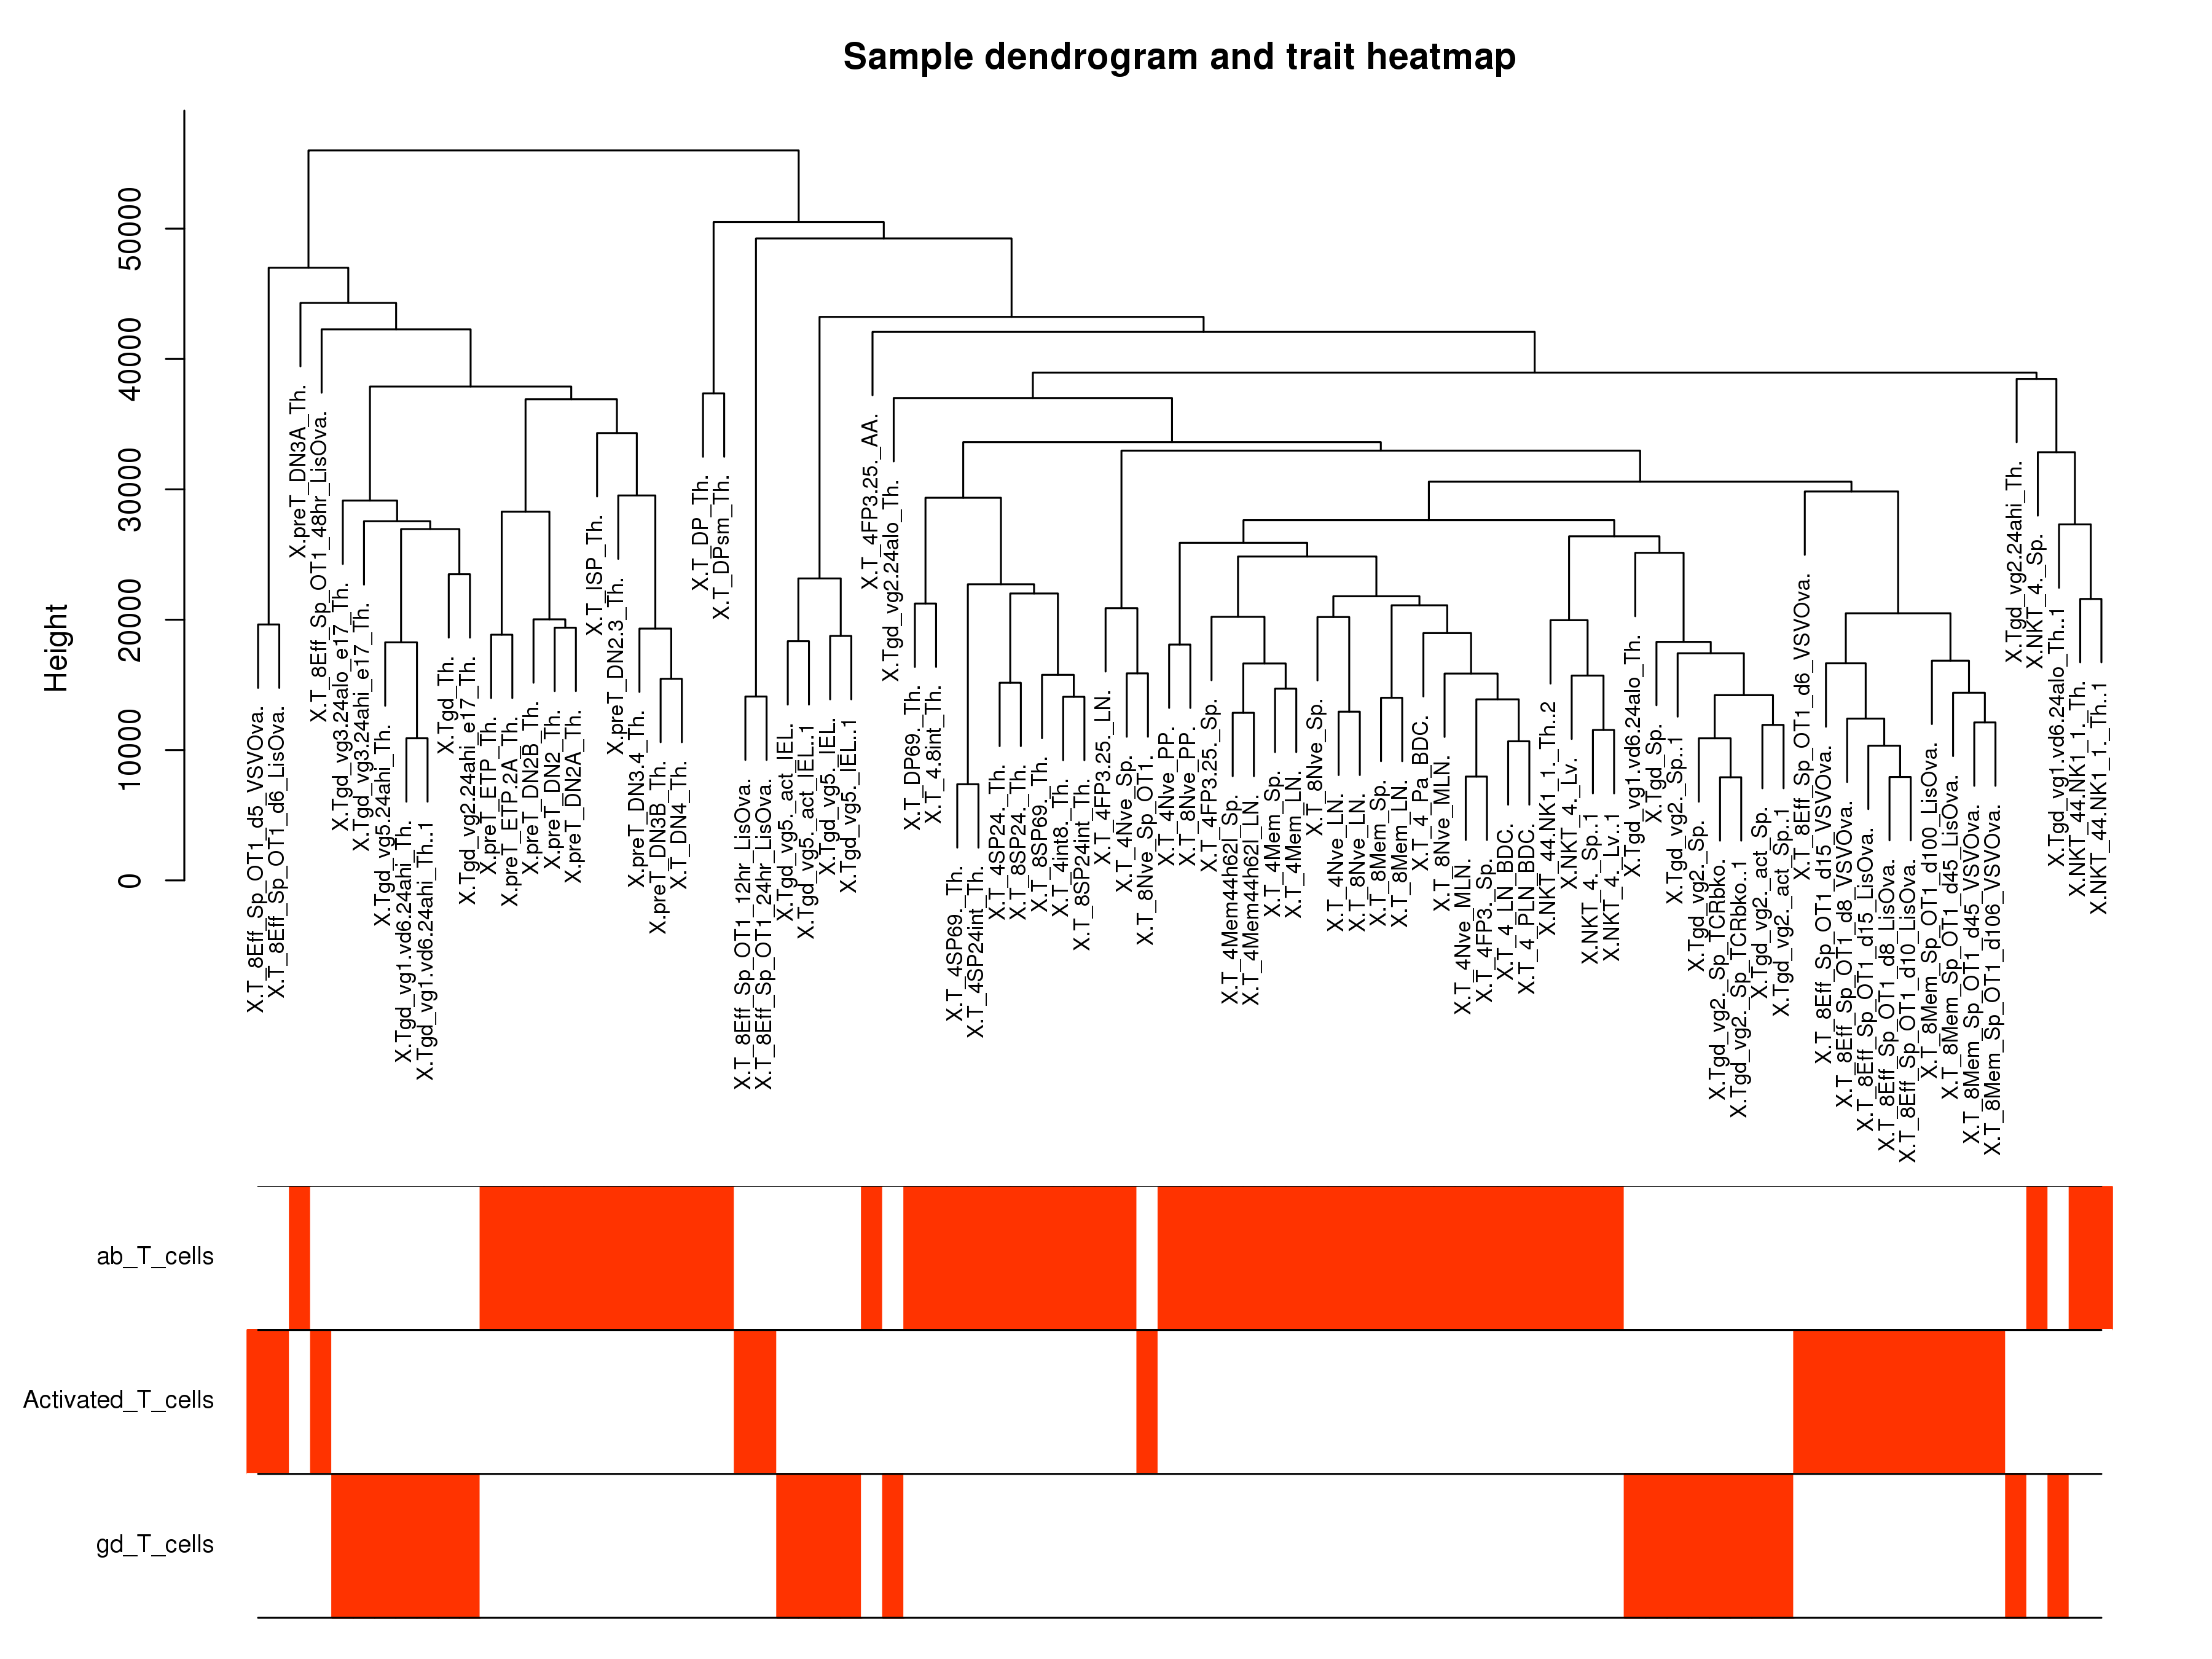 Sample dendrogram and trait heatmap
Height
0
10000
20000
30000
40000
50000
X.T_8Eff_Sp_OT1_d5_VSVOva.
X.T_8Eff_Sp_OT1_d6_LisOva.
X.preT_DN3A_Th.
X.T_8Eff_Sp_OT1_48hr_LisOva.
X.Tgd_vg3.24alo_e17_Th.
X.Tgd_vg3.24ahi_e17_Th.
X.Tgd_vg5.24ahi_Th.
X.Tgd_vg1.vd6.24ahi_Th.
X.Tgd_vg1.vd6.24ahi_Th..1
X.Tgd_Th.
X.Tgd_vg2.24ahi_e17_Th.
X.preT_ETP_Th.
X.preT_ETP.2A_Th.
X.preT_DN2B_Th.
X.preT_DN2_Th.
X.preT_DN2A_Th.
X.T_ISP_Th.
X.preT_DN2.3_Th.
X.preT_DN3.4_Th.
X.preT_DN3B_Th.
X.T_DN4_Th.
X.T_DP_Th.
X.T_DPsm_Th.
X.T_8Eff_Sp_OT1_12hr_LisOva.
X.T_8Eff_Sp_OT1_24hr_LisOva.
X.Tgd_vg5._act_IEL.
X.Tgd_vg5._act_IEL..1
X.Tgd_vg5._IEL.
X.Tgd_vg5._IEL..1
X.T_4FP3.25._AA.
X.Tgd_vg2.24alo_Th.
X.T_DP69._Th.
X.T_4.8int_Th.
X.T_4SP69._Th.
X.T_4SP24int_Th.
X.T_4SP24._Th.
X.T_8SP24._Th.
X.T_8SP69._Th.
X.T_4int8._Th.
X.T_8SP24int_Th.
X.T_4FP3.25._LN.
X.T_4Nve_Sp.
X.T_8Nve_Sp_OT1.
X.T_4Nve_PP.
X.T_8Nve_PP.
X.T_4FP3.25._Sp.
X.T_4Mem44h62l_Sp.
X.T_4Mem44h62l_LN.
X.T_4Mem_Sp.
X.T_4Mem_LN.
X.T_8Nve_Sp.
X.T_4Nve_LN.
X.T_8Nve_LN.
X.T_8Mem_Sp.
X.T_8Mem_LN.
X.T_4_Pa_BDC.
X.T_8Nve_MLN.
X.T_4Nve_MLN.
X.T_4FP3._Sp.
X.T_4_LN_BDC.
X.T_4_PLN_BDC.
X.NKT_44.NK1_1._Th..2
X.NKT_4._Lv.
X.NKT_4._Sp..1
X.NKT_4._Lv..1
X.Tgd_vg1.vd6.24alo_Th.
X.Tgd_Sp.
X.Tgd_vg2._Sp..1
X.Tgd_vg2._Sp.
X.Tgd_vg2._Sp_TCRbko.
X.Tgd_vg2._Sp_TCRbko..1
X.Tgd_vg2._act_Sp.
X.Tgd_vg2._act_Sp..1
X.T_8Eff_Sp_OT1_d6_VSVOva.
X.T_8Eff_Sp_OT1_d15_VSVOva.
X.T_8Eff_Sp_OT1_d8_VSVOva.
X.T_8Eff_Sp_OT1_d15_LisOva.
X.T_8Eff_Sp_OT1_d8_LisOva.
X.T_8Eff_Sp_OT1_d10_LisOva.
X.T_8Mem_Sp_OT1_d100_LisOva.
X.T_8Mem_Sp_OT1_d45_LisOva.
X.T_8Mem_Sp_OT1_d45_VSVOva.
X.T_8Mem_Sp_OT1_d106_VSVOva.
X.Tgd_vg2.24ahi_Th.
X.NKT_4._Sp.
X.Tgd_vg1.vd6.24alo_Th..1
X.NKT_44.NK1_1._Th.
X.NKT_44.NK1_1._Th..1
ab_T_cells
Activated_T_cells
gd_T_cells